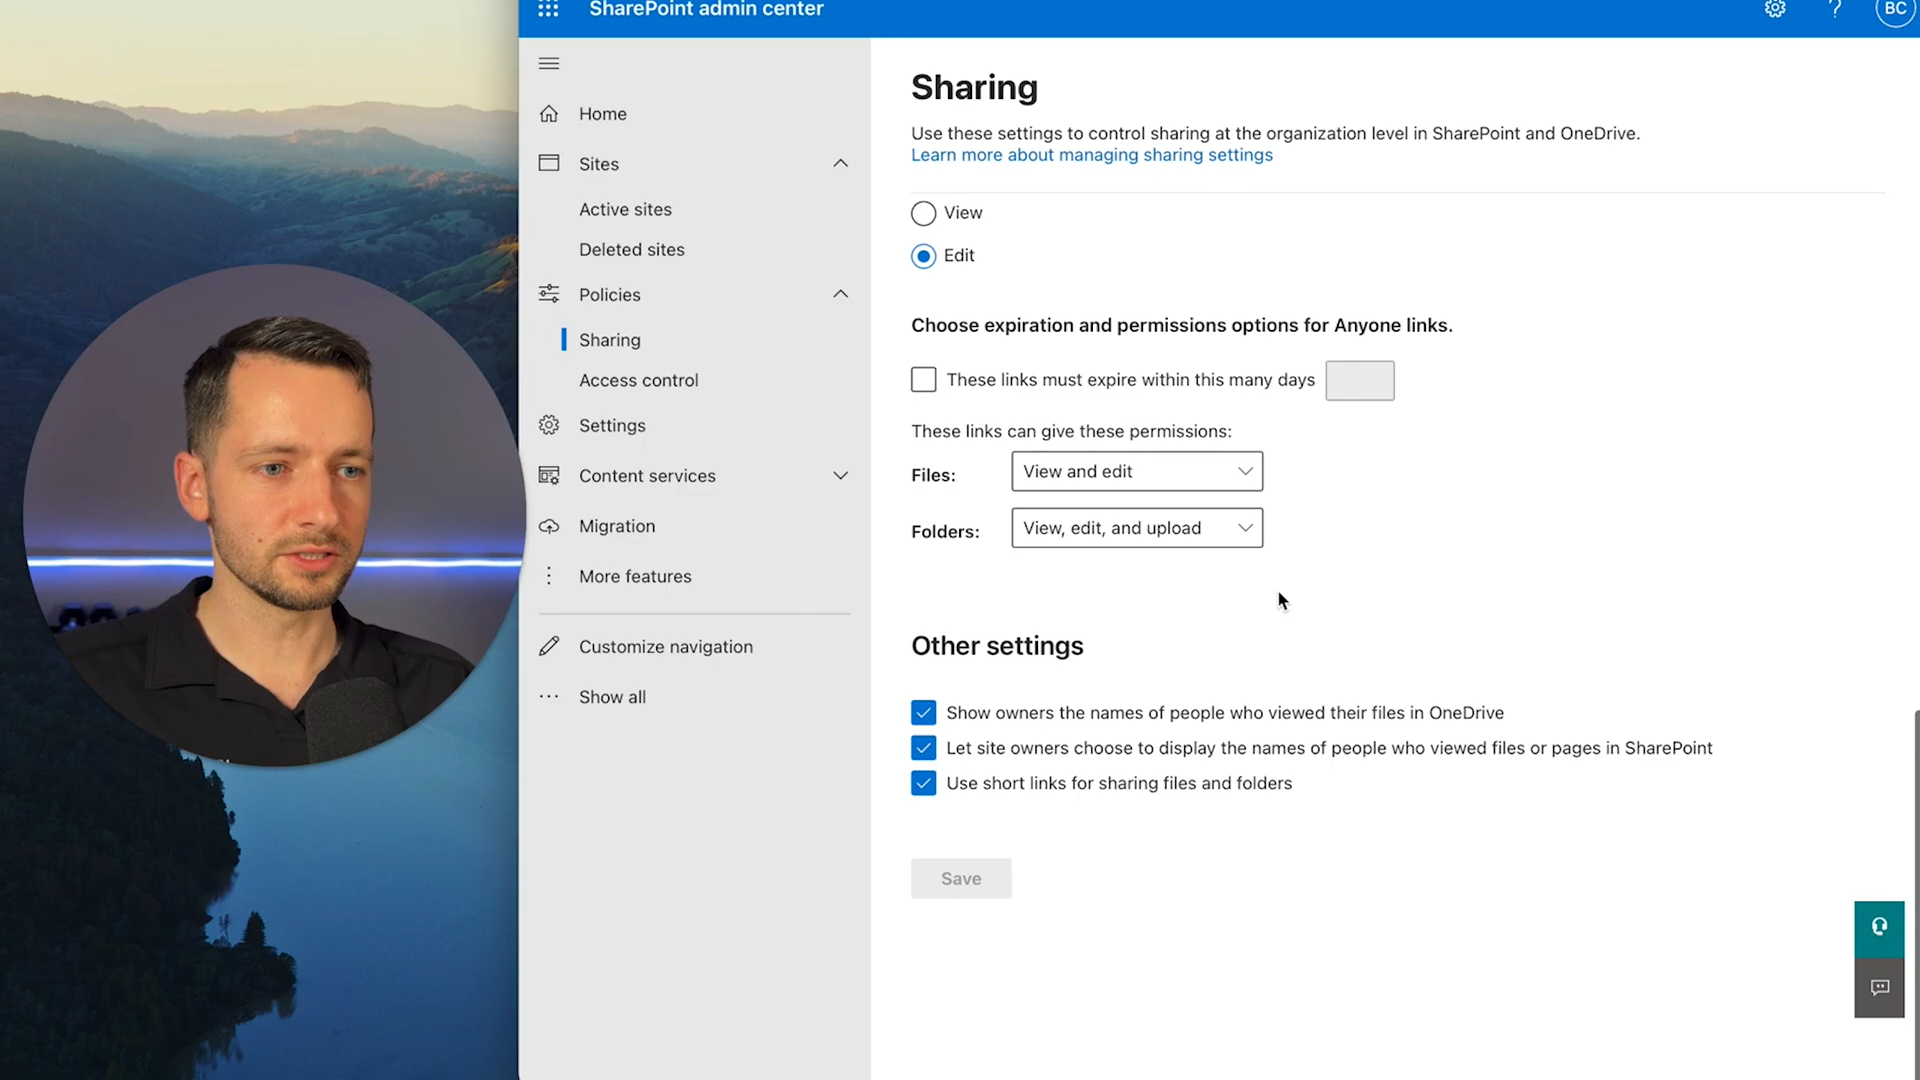 SharePoint admin center
?
BC
Home
Sites
Active sites
Deleted sites
Policies
Sharing
Access control
Settings
Content services
Migration
More features
Customize navigation
Show all
Sharing
Use these settings to control sharing at the organization level in SharePoint and OneDrive.
Learn more about managing sharing settings
View
Edit
Choose expiration and permissions options for Anyone links.
These links must expire within this many days
These links can give these permissions:
Files: View and edit
Folders: View, edit, and upload
Other settings
Show owners the names of people who viewed their files in OneDrive
Let site owners choose to display the names of people who viewed files or pages in SharePoint
Use short links for sharing files and folders
Save